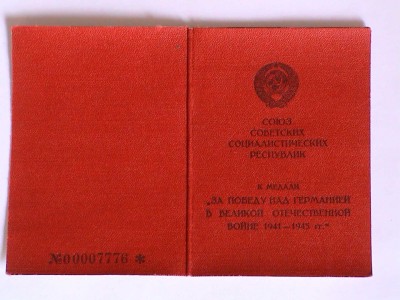 №00007776 *
СОЮЗ
СОВЕТСКИХ
СОЦИАЛИСТИЧЕСКИХ
РЕСПУБЛИК
К МЕДАЛИ
„ЗА ПОБЕДУ НАД ГЕРМАНИЕЙ
В ВЕЛИКОЙ ОТЕЧЕСТВЕННОЙ
ВОЙНЕ 1941—1945 гг."